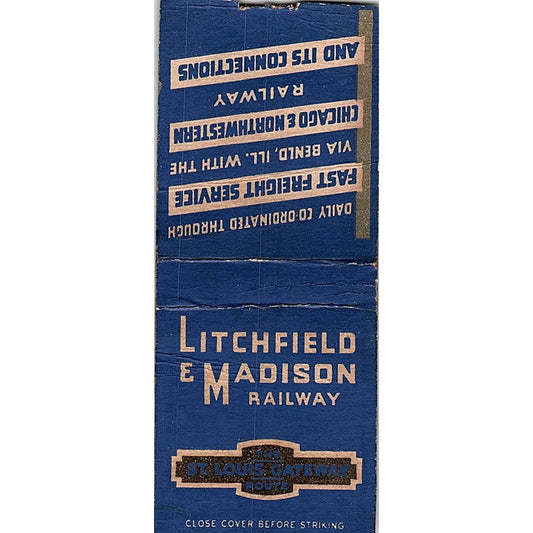 DAILY CO-ORDINATED THROUGH
FAST FREIGHT SERVICE
VIA BENLD, ILL. WITH THE
CHICAGO & NORTHWESTERN
RAILWAY
AND ITS CONNECTIONS
LITCHFIELD
& MADISON
RAILWAY
THE
ST. LOUIS GATEWAY
ROUTE
CLOSE COVER BEFORE STRIKING